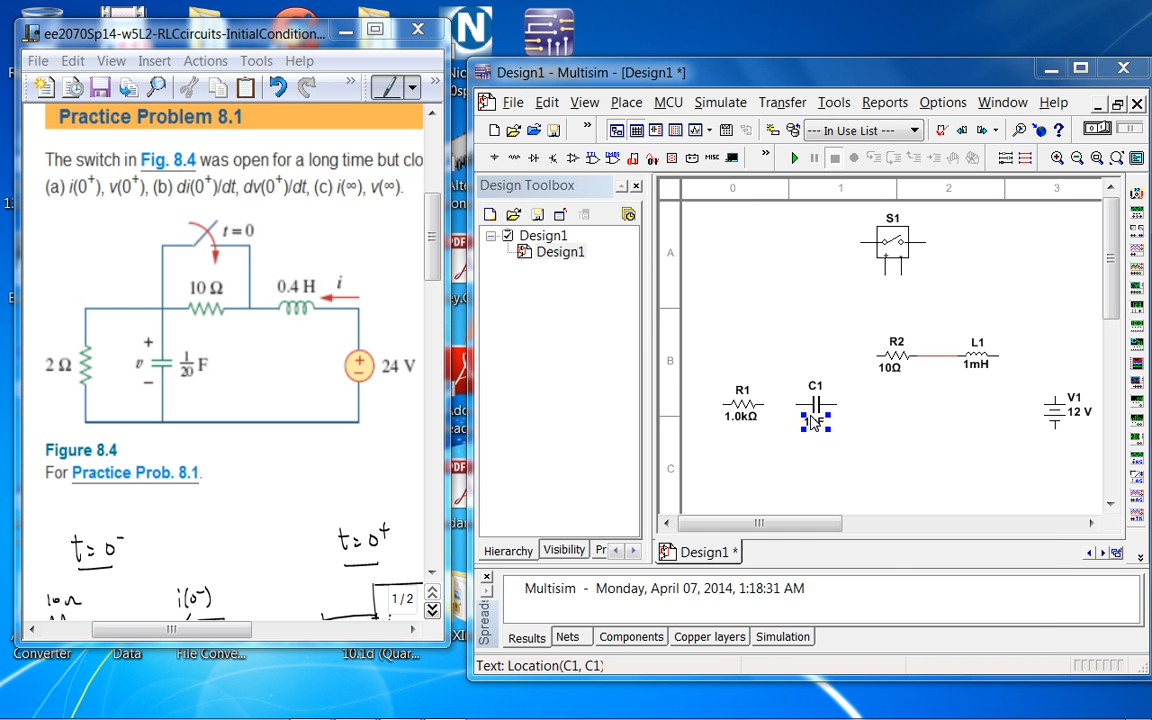 ee2070Sp14-w5L2-RLCcircuits-InitialCondition...
File Edit View Insert Actions Tools Help
Practice Problem 8.1
The switch in Fig. 8.4 was open for a long time but clo
(a) i(0⁺), v(0⁺), (b) di(0⁺)/dt, dv(0⁺)/dt, (c) i(∞), v(∞).
t = 0
10 Ω
0.4 H
i
2 Ω
+
v
−
1/20 F
+
−
24 V
Figure 8.4
For Practice Prob. 8.1.
t = 0⁻
t = 0⁺
10 Ω
i(0⁻)
1/2
Design1 - Multisim - [Design1 *]
File Edit View Place MCU Simulate Transfer Tools Reports Options Window Help
--- In Use List ---
MISC
Design Toolbox
Design1
Design1
Hierarchy Visibility Pr
0 1 2 3
A
B
C
S1
R2
10Ω
L1
1mH
R1
1.0kΩ
C1
V1
12 V
Design1 *
Multisim - Monday, April 07, 2014, 1:18:31 AM
Spreads
Results Nets Components Copper layers Simulation
Text: Location(C1, C1)
Converter
Data
File Conve...
10.1d (Quar...